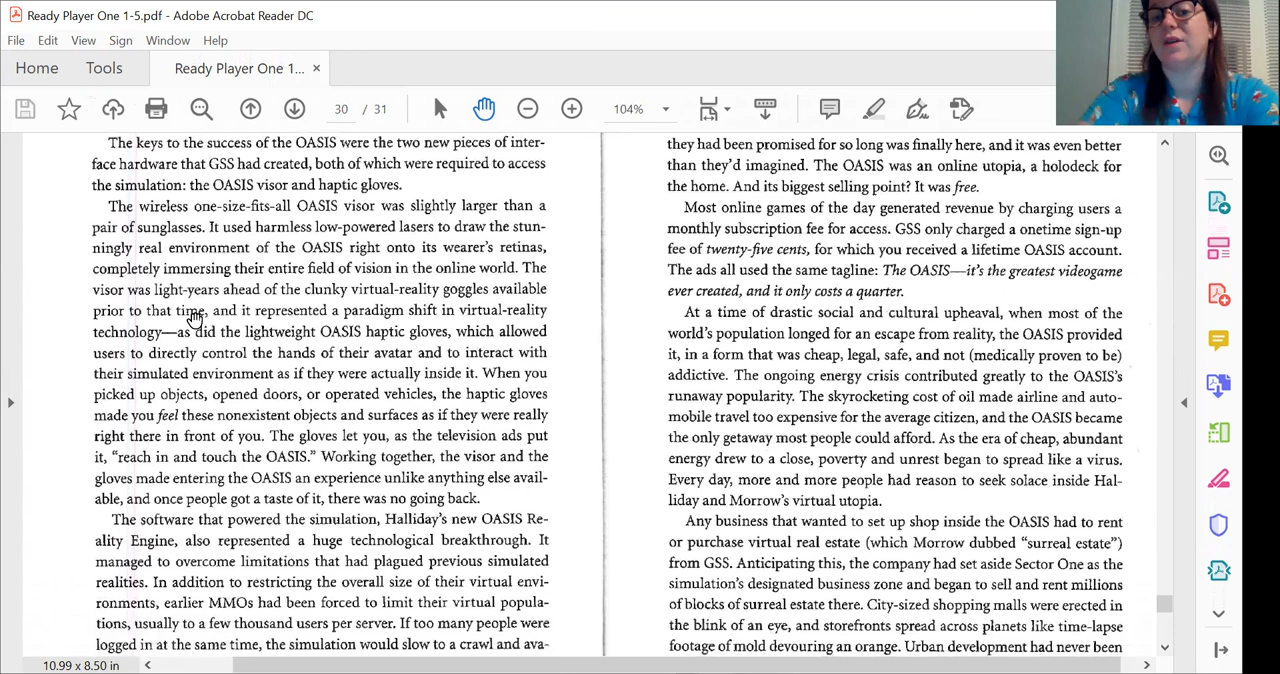 Ready Player One 1-5.pdf - Adobe Acrobat Reader DC
File Edit View Sign Window Help
Home Tools Ready Player One 1... ×
30 / 31 104%
The keys to the success of the OASIS were the two new pieces of inter-
face hardware that GSS had created, both of which were required to access
the simulation: the OASIS visor and haptic gloves.
The wireless one-size-fits-all OASIS visor was slightly larger than a
pair of sunglasses. It used harmless low-powered lasers to draw the stun-
ningly real environment of the OASIS right onto its wearer's retinas,
completely immersing their entire field of vision in the online world. The
visor was light-years ahead of the clunky virtual-reality goggles available
prior to that time, and it represented a paradigm shift in virtual-reality
technology—as did the lightweight OASIS haptic gloves, which allowed
users to directly control the hands of their avatar and to interact with
their simulated environment as if they were actually inside it. When you
picked up objects, opened doors, or operated vehicles, the haptic gloves
made you feel these nonexistent objects and surfaces as if they were really
right there in front of you. The gloves let you, as the television ads put
it, “reach in and touch the OASIS.” Working together, the visor and the
gloves made entering the OASIS an experience unlike anything else avail-
able, and once people got a taste of it, there was no going back.
The software that powered the simulation, Halliday's new OASIS Re-
ality Engine, also represented a huge technological breakthrough. It
managed to overcome limitations that had plagued previous simulated
realities. In addition to restricting the overall size of their virtual envi-
ronments, earlier MMOs had been forced to limit their virtual popula-
tions, usually to a few thousand users per server. If too many people were
logged in at the same time, the simulation would slow to a crawl and ava-
they had been promised for so long was finally here, and it was even better
than they'd imagined. The OASIS was an online utopia, a holodeck for
the home. And its biggest selling point? It was free.
Most online games of the day generated revenue by charging users a
monthly subscription fee for access. GSS only charged a onetime sign-up
fee of twenty-five cents, for which you received a lifetime OASIS account.
The ads all used the same tagline: The OASIS—it's the greatest videogame
ever created, and it only costs a quarter.
At a time of drastic social and cultural upheaval, when most of the
world's population longed for an escape from reality, the OASIS provided
it, in a form that was cheap, legal, safe, and not (medically proven to be)
addictive. The ongoing energy crisis contributed greatly to the OASIS's
runaway popularity. The skyrocketing cost of oil made airline and auto-
mobile travel too expensive for the average citizen, and the OASIS became
the only getaway most people could afford. As the era of cheap, abundant
energy drew to a close, poverty and unrest began to spread like a virus.
Every day, more and more people had reason to seek solace inside Hal-
liday and Morrow's virtual utopia.
Any business that wanted to set up shop inside the OASIS had to rent
or purchase virtual real estate (which Morrow dubbed “surreal estate”)
from GSS. Anticipating this, the company had set aside Sector One as the
simulation's designated business zone and began to sell and rent millions
of blocks of surreal estate there. City-sized shopping malls were erected in
the blink of an eye, and storefronts spread across planets like time-lapse
footage of mold devouring an orange. Urban development had never been
10.99 x 8.50 in